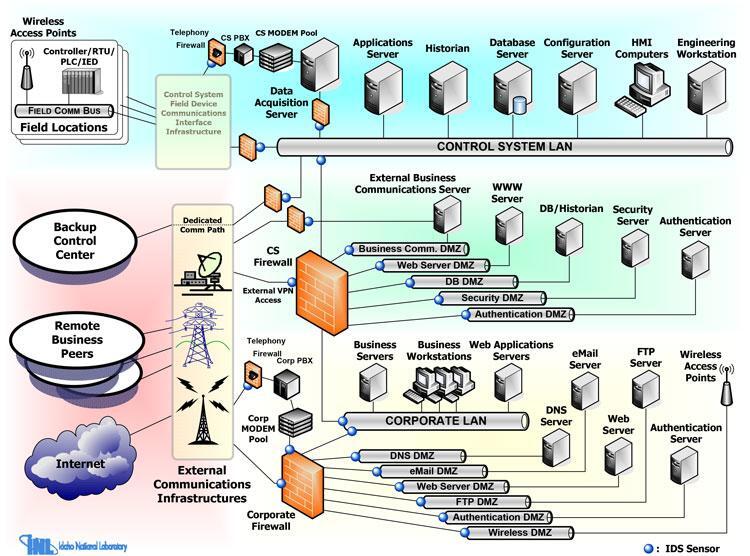 Wireless
Access Points
Controller/RTU/
PLC/IED
FIELD COMM BUS
Field Locations
Control System
Field Device
Communications
Interface
Infrastructure
Telephony
Firewall
CS PBX
CS MODEM Pool
Data
Acquisition
Server
Applications
Server
Historian
Database
Server
Configuration
Server
HMI
Computers
Engineering
Workstation
CONTROL SYSTEM LAN
Backup
Control
Center
Dedicated
Comm Path
External VPN
Access
CS
Firewall
External Business
Communications Server
WWW
Server
DB/Historian
Security
Server
Authentication
Server
Business Comm. DMZ
Web Server DMZ
DB DMZ
Security DMZ
Authentication DMZ
Remote
Business
Peers
Internet
External
Communications
Infrastructures
Telephony
Firewall
Corp PBX
Corp
MODEM
Pool
Corporate
Firewall
Business
Servers
Business
Workstations
Web Applications
Servers
CORPORATE LAN
eMail
Server
FTP
Server
Wireless
Access
Points
DNS
Server
Web
Server
Authentication
Server
DNS DMZ
eMail DMZ
Web Server DMZ
FTP DMZ
Authentication DMZ
Wireless DMZ
INL Idaho National Laboratory
: IDS Sensor